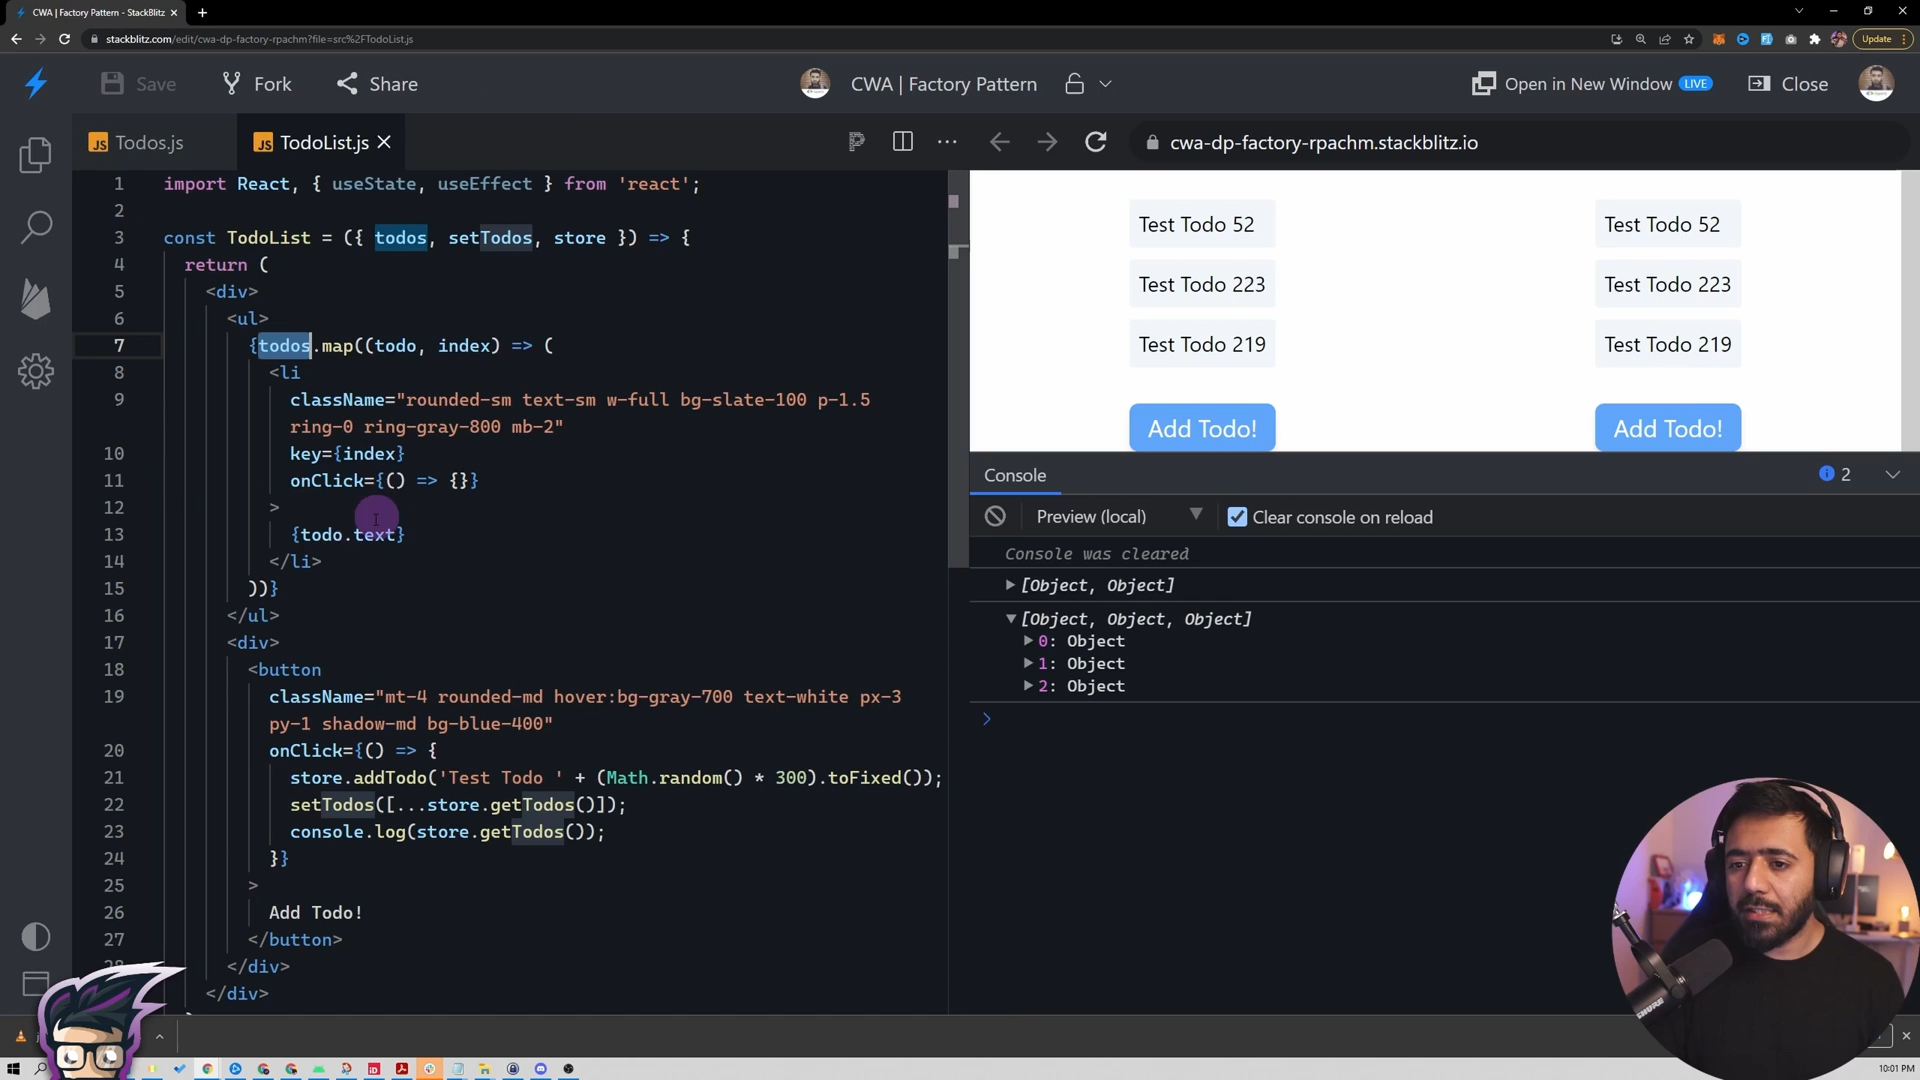 CWA | Factory Pattern - StackBlitz
stackblitz.com/edit/cwa-dp-factory-rpachm?file=src%2FTodoList.js
Update
Save
Fork
Share
CWA | Factory Pattern
Open in New Window
LIVE
Close
Todos.js
TodoList.js
cwa-dp-factory-rpachm.stackblitz.io
1 import React, { useState, useEffect } from 'react';
2
3 const TodoList = ({ todos, setTodos, store }) => {
4 return (
5 <div>
6 <ul>
7 {todos.map((todo, index) => (
8 <li
9 className="rounded-sm text-sm w-full bg-slate-100 p-1.5
ring-0 ring-gray-800 mb-2"
10 key={index}
11 onClick={() => {}}
12 >
13 {todo.text}
14 </li>
15 ))}
16 </ul>
17 <div>
18 <button
19 className="mt-4 rounded-md hover:bg-gray-700 text-white px-3
py-1 shadow-md bg-blue-400"
20 onClick={() => {
21 store.addTodo('Test Todo ' + (Math.random() * 300).toFixed());
22 setTodos([...store.getTodos()]);
23 console.log(store.getTodos());
24 }}
25 >
26 Add Todo!
27 </button>
</div>
</div>
Test Todo 52
Test Todo 223
Test Todo 219
Add Todo!
Test Todo 52
Test Todo 223
Test Todo 219
Add Todo!
Console
2
Preview (local)
Clear console on reload
Console was cleared
[Object, Object]
[Object, Object, Object]
0: Object
1: Object
2: Object
10:01 PM